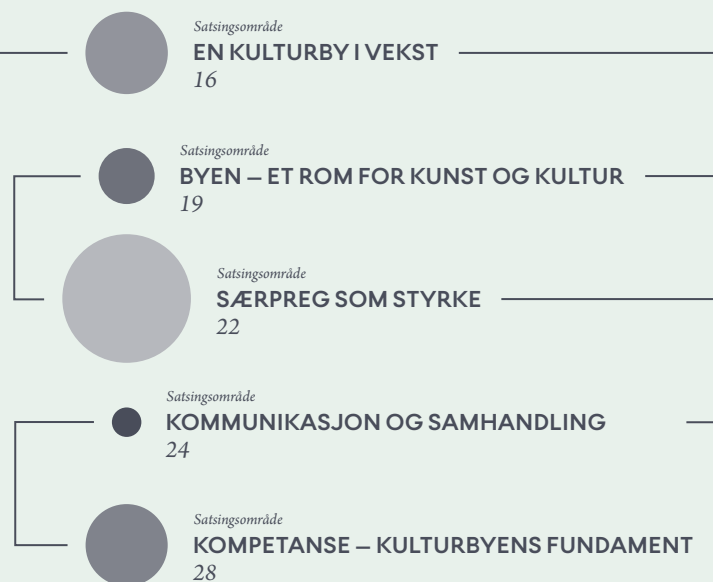 Satsingsområde
EN KULTURBY I VEKST
16
Satsingsområde
BYEN – ET ROM FOR KUNST OG KULTUR
19
Satsingsområde
SÆRPREG SOM STYRKE
22
Satsingsområde
KOMMUNIKASJON OG SAMHANDLING
24
Satsingsområde
KOMPETANSE – KULTURBYENS FUNDAMENT
28